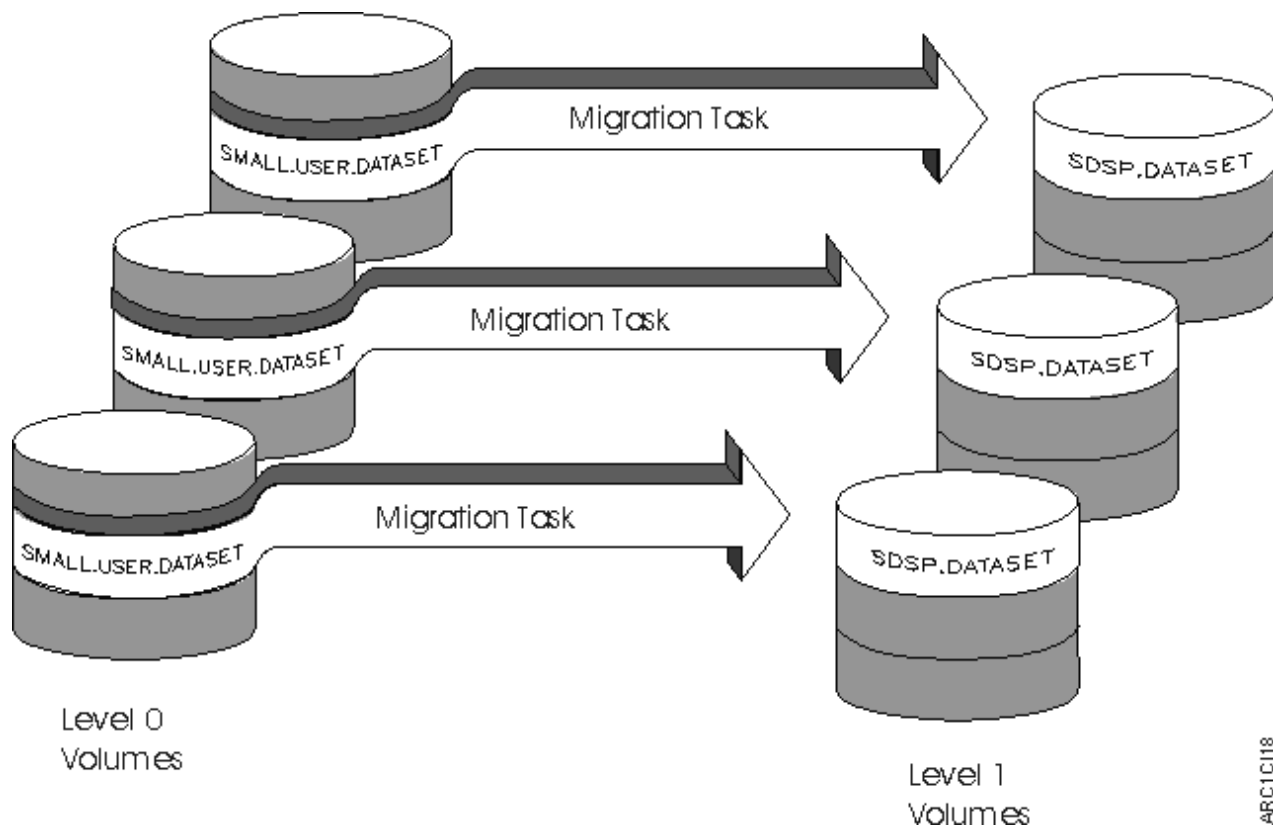 Migration Task
SMALL.USER.DATASET
SDSP.DATASET
Migration Task
SMALL.USER.DATASET
SDSP.DATASET
Migration Task
SMALL.USER.DATASET
SDSP.DATASET
Level 0
Volumes
Level 1
Volumes
ARC1CI18